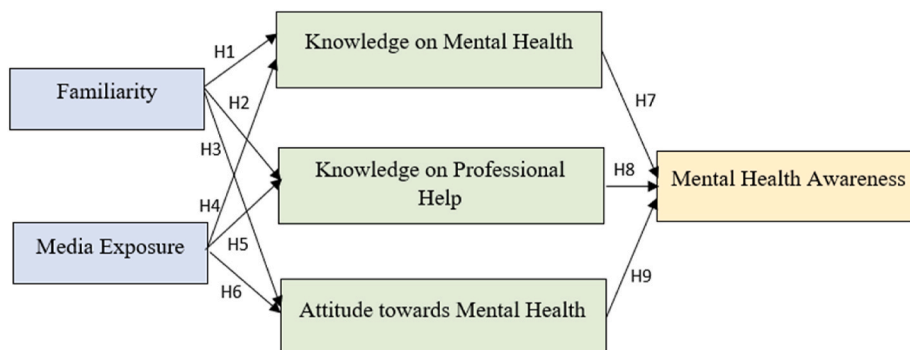 Knowledge on Mental Health
H1
Familiarity
H2
H7
H3
Knowledge on Professional
Help
H8
Mental Health Awareness
H4
Media Exposure
H5
H6
H9
Attitude towards Mental Health